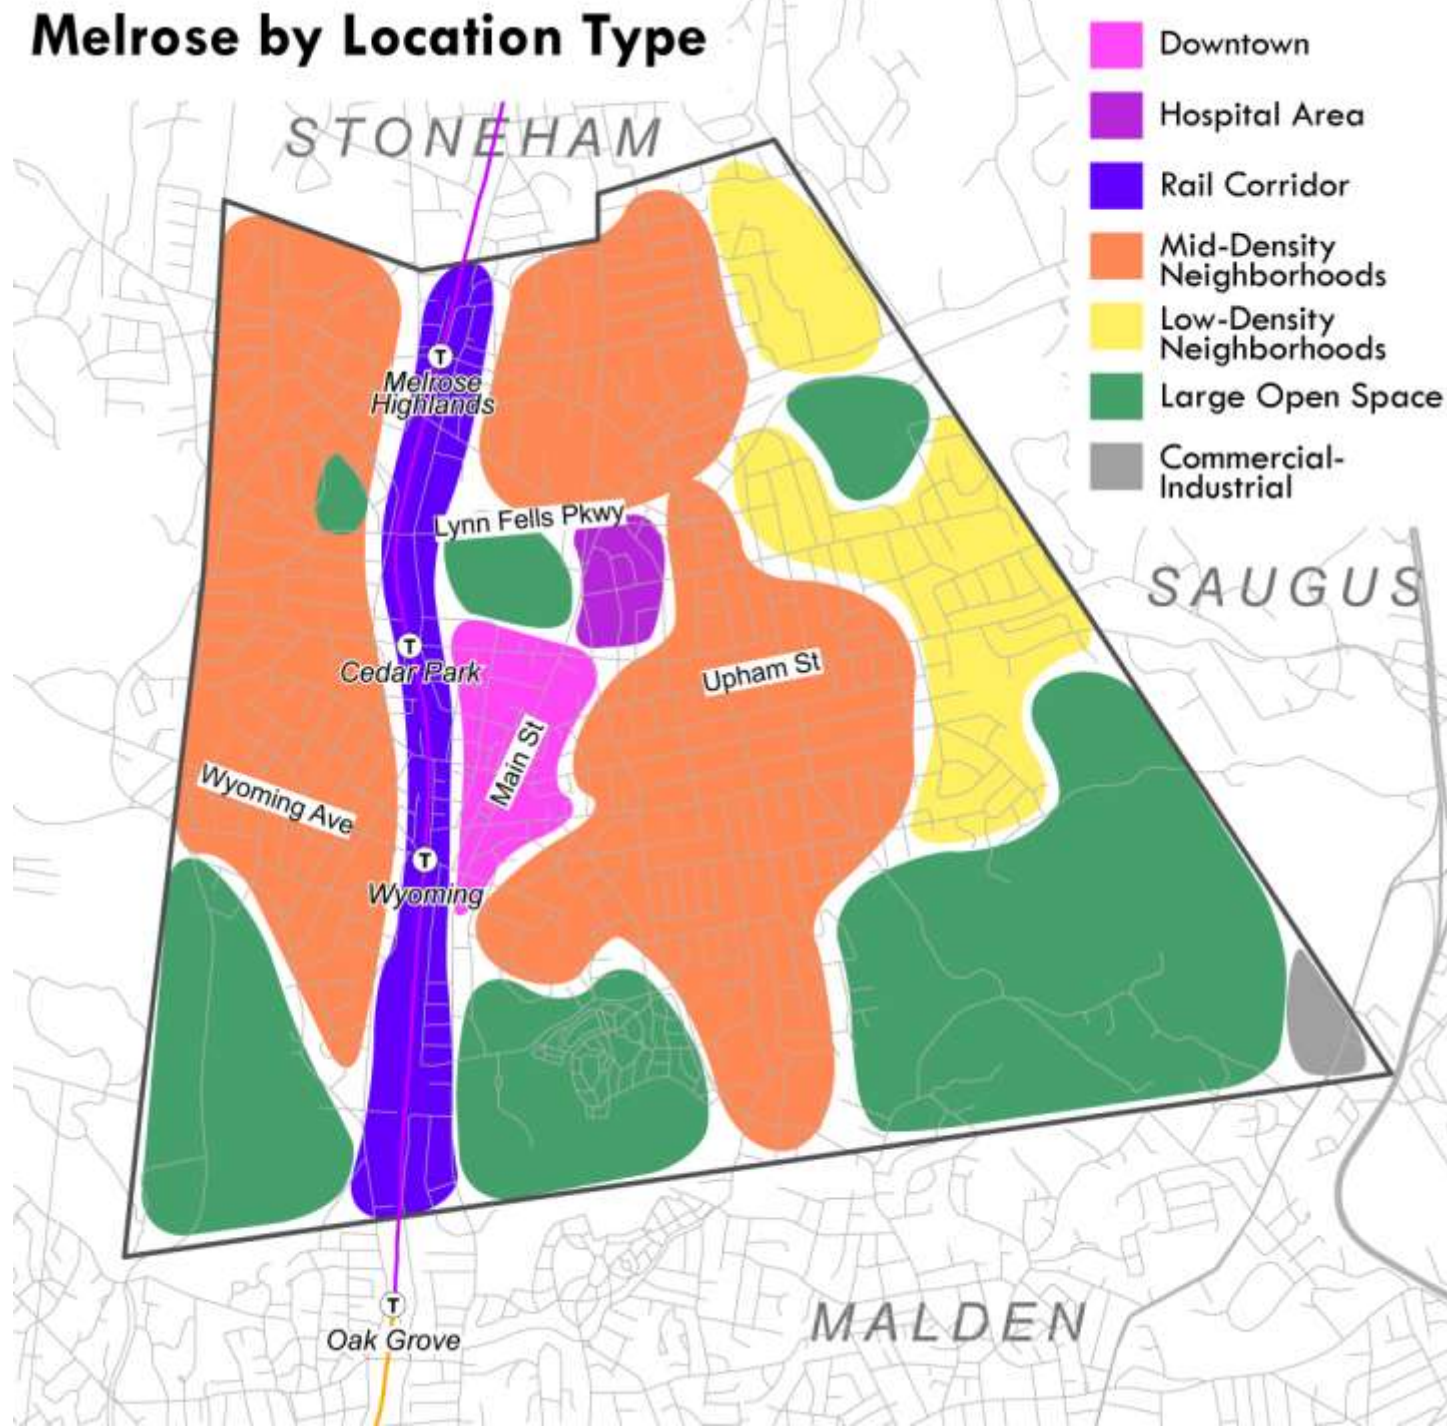 Melrose by Location Type
Downtown
Hospital Area
Rail Corridor
Mid-Density
Neighborhoods
Low-Density
Neighborhoods
Large Open Space
Commercial-
Industrial
STONEHAM
T
Melrose
Highlands
Lynn Fells Pkwy
SAUGUS
T
Cedar Park
Upham St
Main St
Wyoming Ave
T
Wyoming
T
Oak Grove
MALDEN